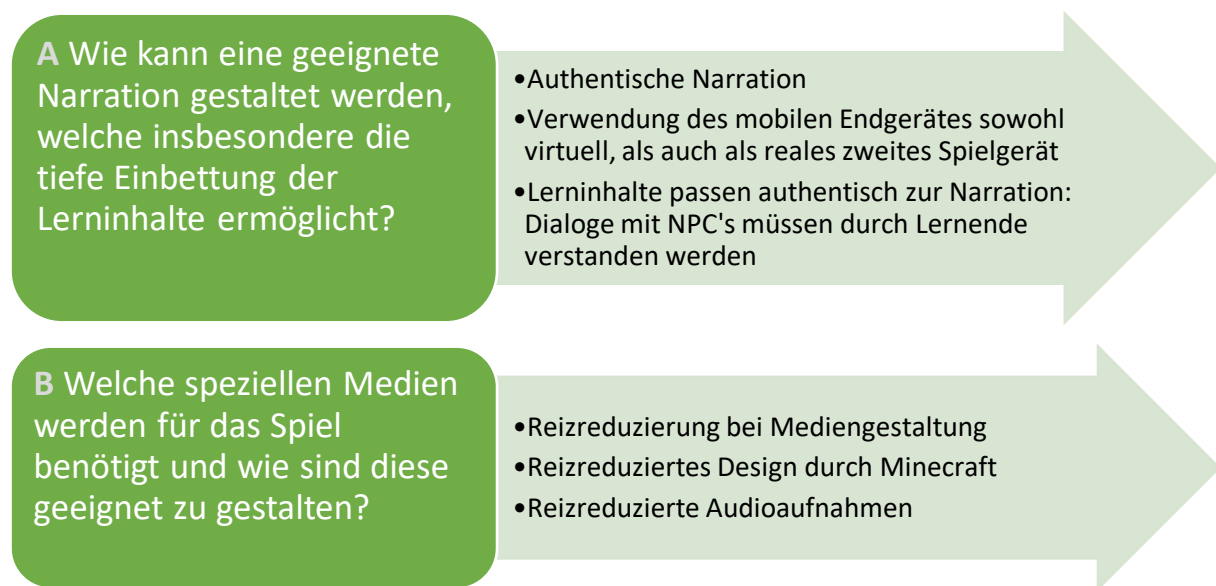 A Wie kann eine geeignete
Narration gestaltet werden,
welche insbesondere die
tiefe Einbettung der
Lerninhalte ermöglicht?
•Authentische Narration
•Verwendung des mobilen Endgerätes sowohl
virtuell, als auch als reales zweites Spielgerät
•Lerninhalte passen authentisch zur Narration:
Dialoge mit NPC's müssen durch Lernende
verstanden werden
B Welche speziellen Medien
werden für das Spiel
benötigt und wie sind diese
geeignet zu gestalten?
•Reizreduzierung bei Mediengestaltung
•Reizreduziertes Design durch Minecraft
•Reizreduzierte Audioaufnahmen